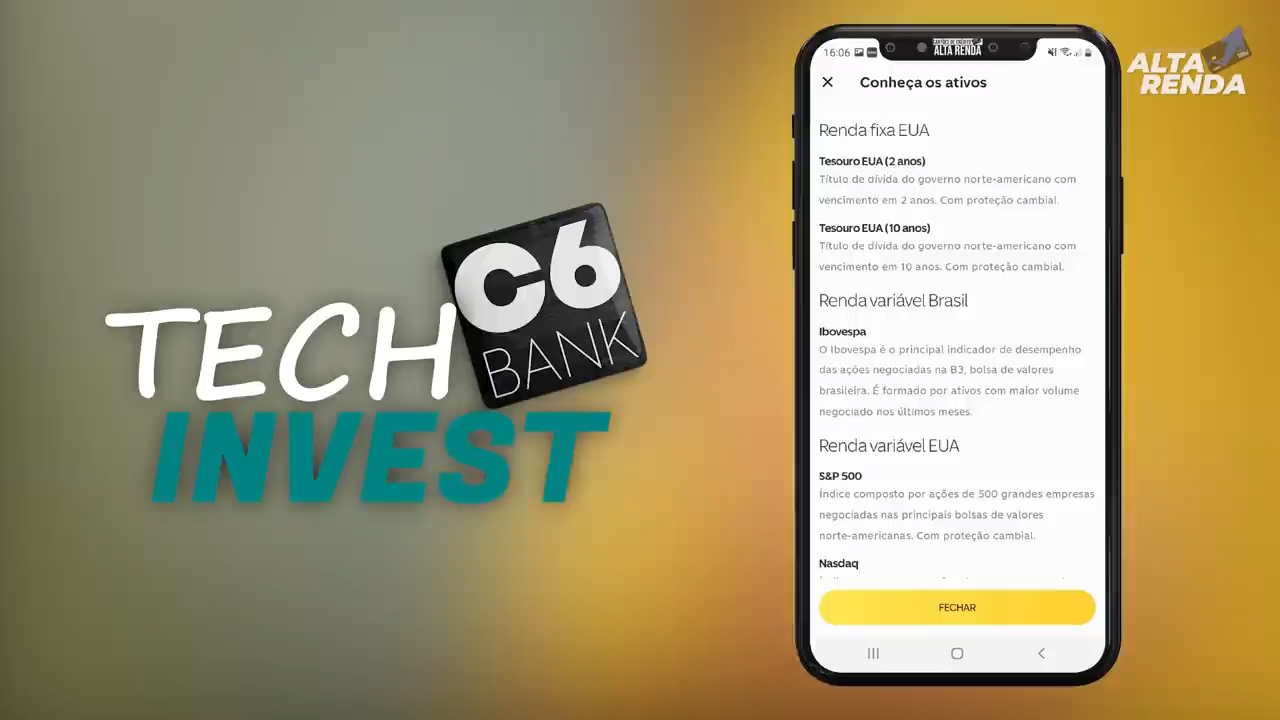 TECH
C6
BANK
INVEST
16:06
ALTA RENDA
ALTA
RENDA
Conheça os ativos
Renda fixa EUA
Tesouro EUA (2 anos)
Título de dívida do governo norte-americano com
vencimento em 2 anos. Com proteção cambial.
Tesouro EUA (10 anos)
Título de dívida do governo norte-americano com
vencimento em 10 anos. Com proteção cambial.
Renda variável Brasil
Ibovespa
O Ibovespa é o principal indicador de desempenho
das ações negociadas na B3, bolsa de valores
brasileira. É formado por ativos com maior volume
negociado nos últimos meses.
Renda variável EUA
S&P 500
Índice composto por ações de 500 grandes empresas
negociadas nas principais bolsas de valores
norte-americanas. Com proteção cambial.
Nasdaq
FECHAR